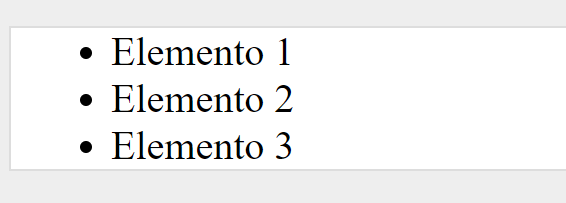 • Elemento 1
• Elemento 2
• Elemento 3